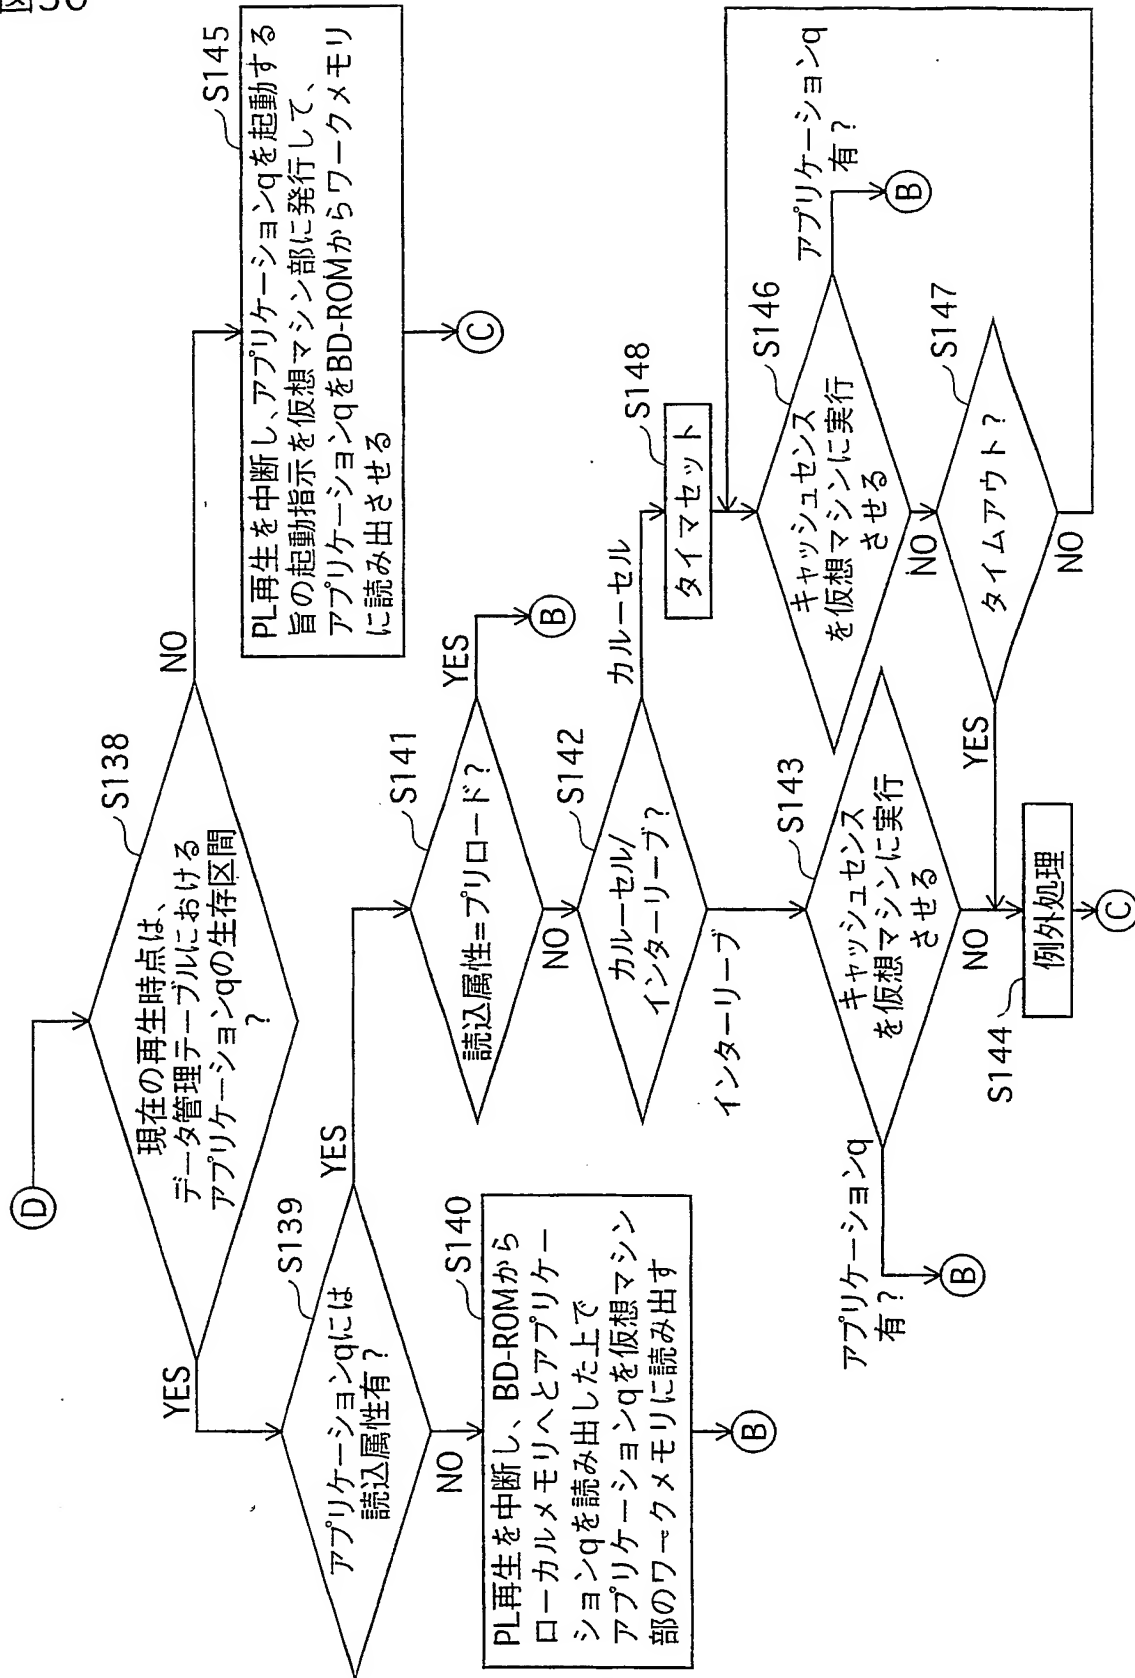 図50
D
現在の再生時点は、
データ管理テーブルにおける
アプリケーションqの生存区間
?
S138
YES
NO
PL再生を中断し、アプリケーションqを起動する
旨の起動指示を仮想マシン部に発行して、
アプリケーションqをBD-ROMからワークメモリ
に読み出させる
S145
C
アプリケーションqには
読込属性有?
S139
YES
NO
PL再生を中断し、BD-ROMから
ローカルメモリへとアプリケー
ションqを読み出した上で
アプリケーションqを仮想マシン
部のワークメモリに読み出す
S140
B
読込属性=プリロード?
S141
YES
B
NO
カルーセル/
インターリーブ?
S142
カルーセル
インターリーブ
タイマセット
S148
キャッシュセンス
を仮想マシンに実行
させる
S146
アプリケーションq
有?
B
NO
タイムアウト?
S147
YES
NO
キャッシュセンス
を仮想マシンに実行
させる
S143
アプリケーションq
有?
B
NO
例外処理
S144
C